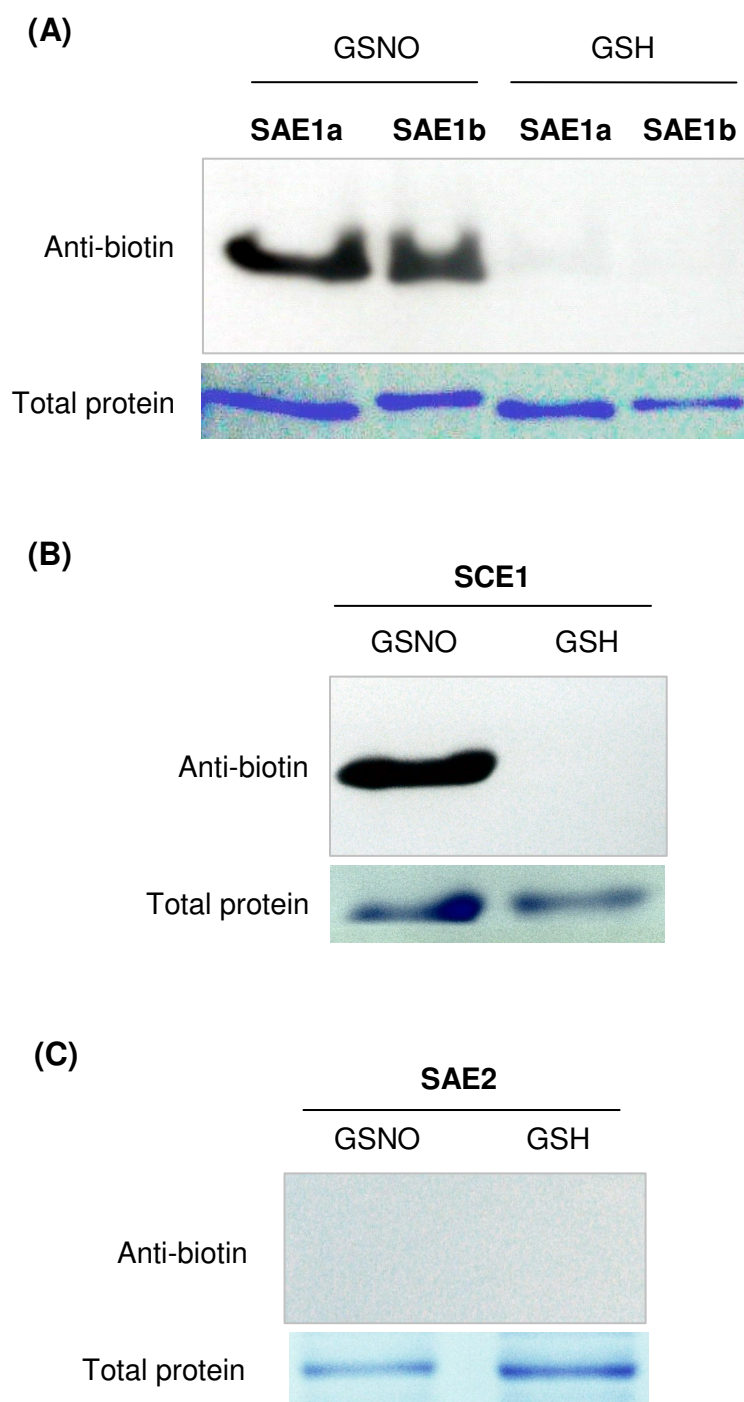 (A)
GSNO GSH
SAE1a SAE1b SAE1a SAE1b
Anti-biotin
Total protein
(B)
SCE1
GSNO GSH
Anti-biotin
Total protein
(C)
SAE2
GSNO GSH
Anti-biotin
Total protein